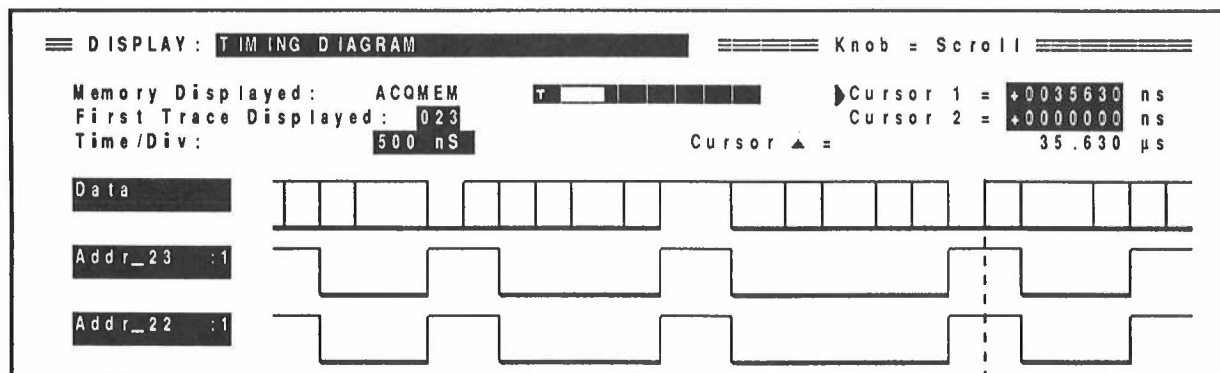 DISPLAY: TIMING DIAGRAM Knob = Scroll
Memory Displayed: ACQMEM T Cursor 1 = +0035630 ns
First Trace Displayed: 023 Cursor 2 = +0000000 ns
Time/Div: 500 nS Cursor ▲ = 35.630 µs
Data
Addr_23 :1
Addr_22 :1